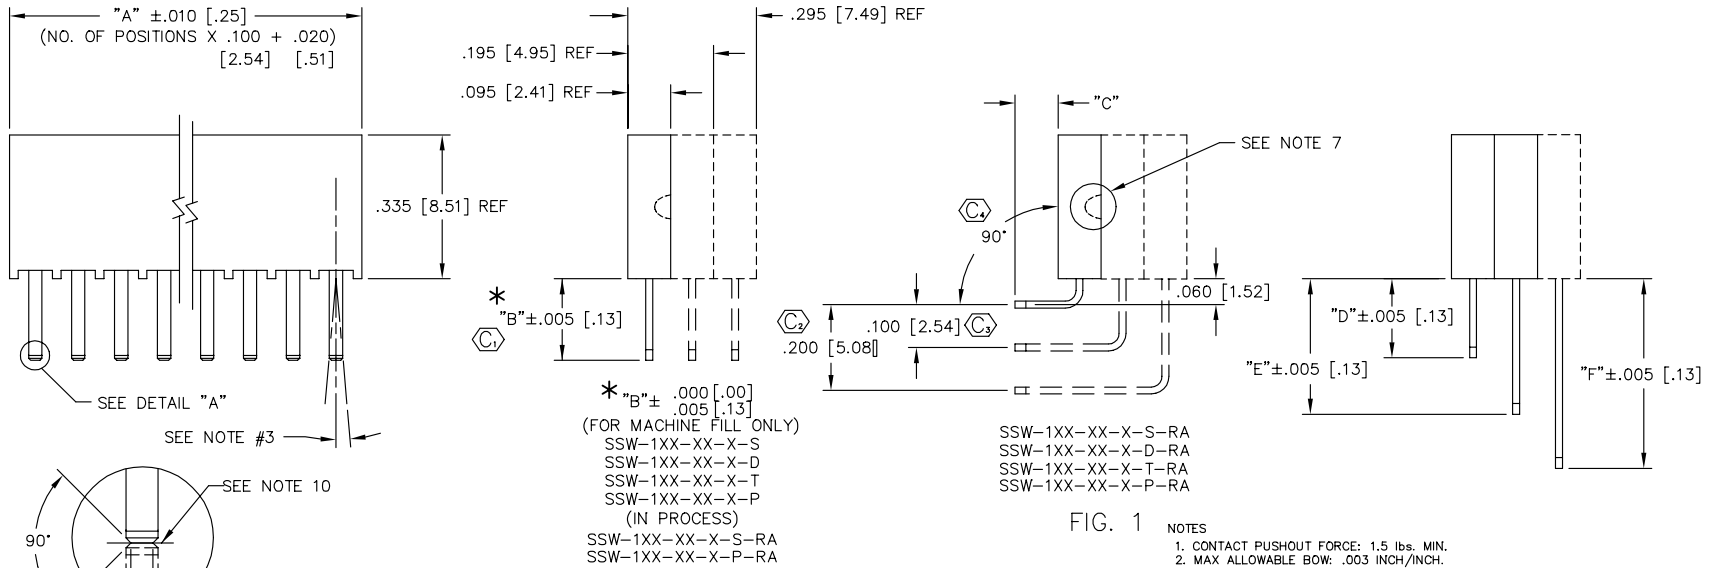 "A" ±.010 [.25]
(NO. OF POSITIONS X .100 + .020)
[2.54] [.51]
.335 [8.51] REF
SEE DETAIL "A"
SEE NOTE #3
SEE NOTE 10
90°
.295 [7.49] REF
.195 [4.95] REF
.095 [2.41] REF
*
"B"±.005 [.13]
C₁
* "B"± .000 [.00]
.005 [.13]
(FOR MACHINE FILL ONLY)
SSW-1XX-XX-X-S
SSW-1XX-XX-X-D
SSW-1XX-XX-X-T
SSW-1XX-XX-X-P
(IN PROCESS)
SSW-1XX-XX-X-S-RA
SSW-1XX-XX-X-P-RA
"C"
SEE NOTE 7
C₄
90°
.060 [1.52]
C₂
.100 [2.54] C₃
.200 [5.08]
SSW-1XX-XX-X-S-RA
SSW-1XX-XX-X-D-RA
SSW-1XX-XX-X-T-RA
SSW-1XX-XX-X-P-RA
FIG. 1
"D"±.005 [.13]
"E"±.005 [.13]
"F"±.005 [.13]
NOTES
1. CONTACT PUSHOUT FORCE: 1.5 lbs. MIN.
2. MAX ALLOWABLE BOW: .003 INCH/INCH.